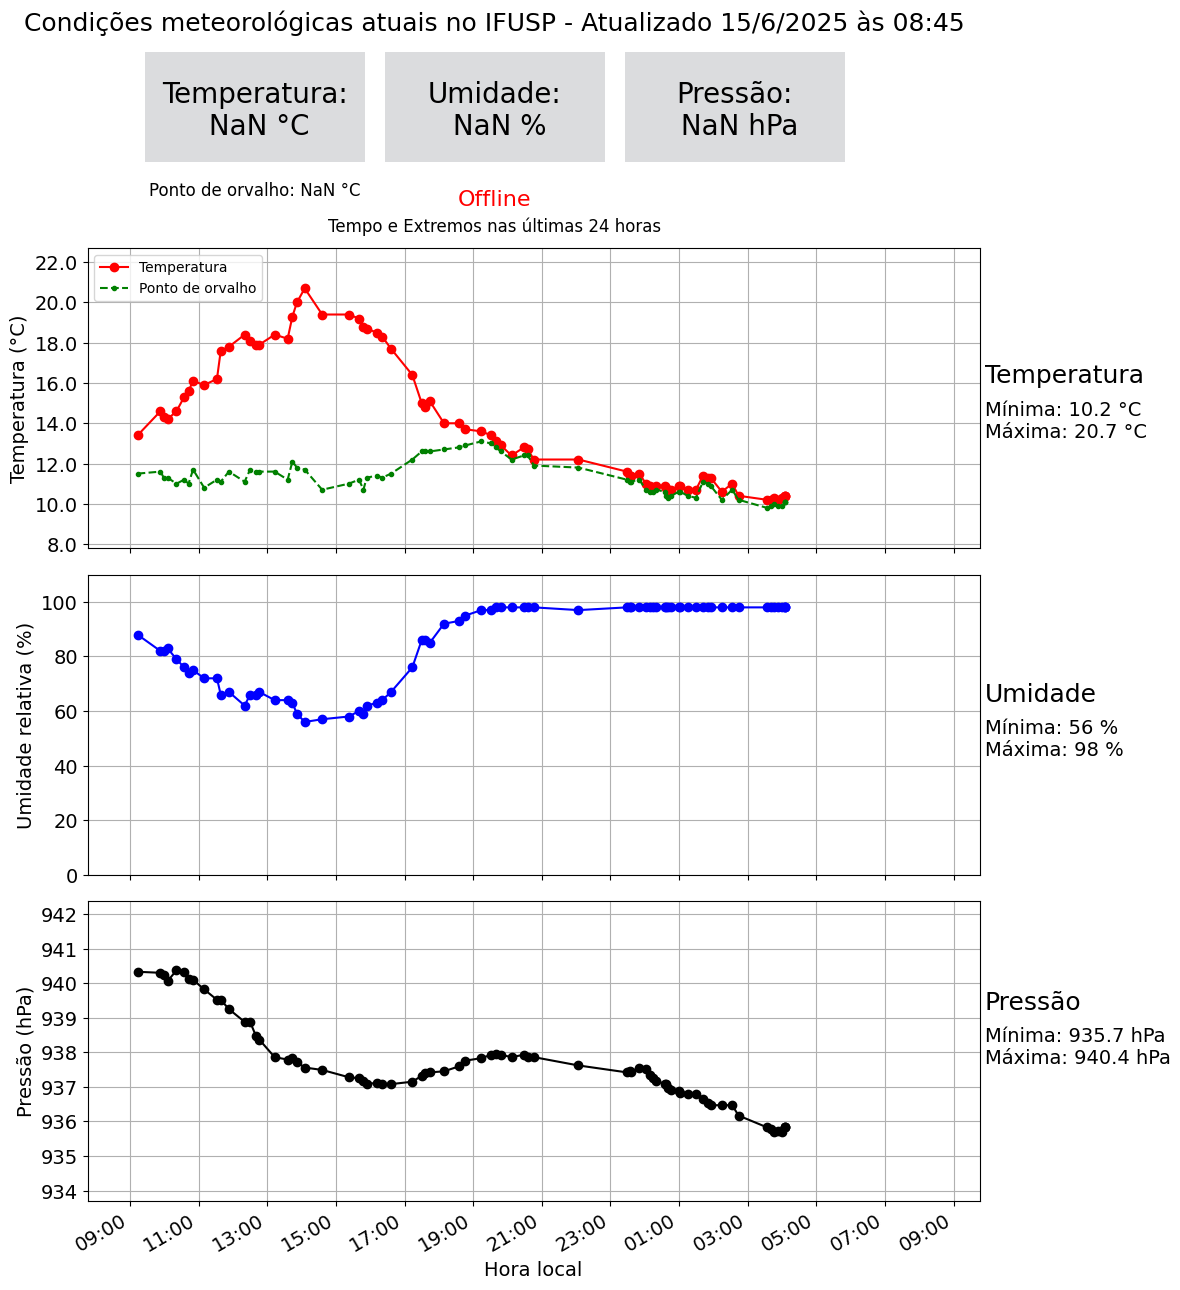 Condições meteorológicas atuais no IFUSP - Atualizado 15/6/2025 às 08:45
Temperatura:
NaN °C
Umidade:
NaN %
Pressão:
NaN hPa
Ponto de orvalho: NaN °C
Offline
Tempo e Extremos nas últimas 24 horas
Temperatura (°C)
22.0
20.0
18.0
16.0
14.0
12.0
10.0
8.0
Temperatura
Ponto de orvalho
Temperatura
Mínima: 10.2 °C
Máxima: 20.7 °C
Umidade relativa (%)
100
80
60
40
20
0
Umidade
Mínima: 56 %
Máxima: 98 %
Pressão (hPa)
942
941
940
939
938
937
936
935
934
Pressão
Mínima: 935.7 hPa
Máxima: 940.4 hPa
09:00 11:00 13:00 15:00 17:00 19:00 21:00 23:00 01:00 03:00 05:00 07:00 09:00
Hora local